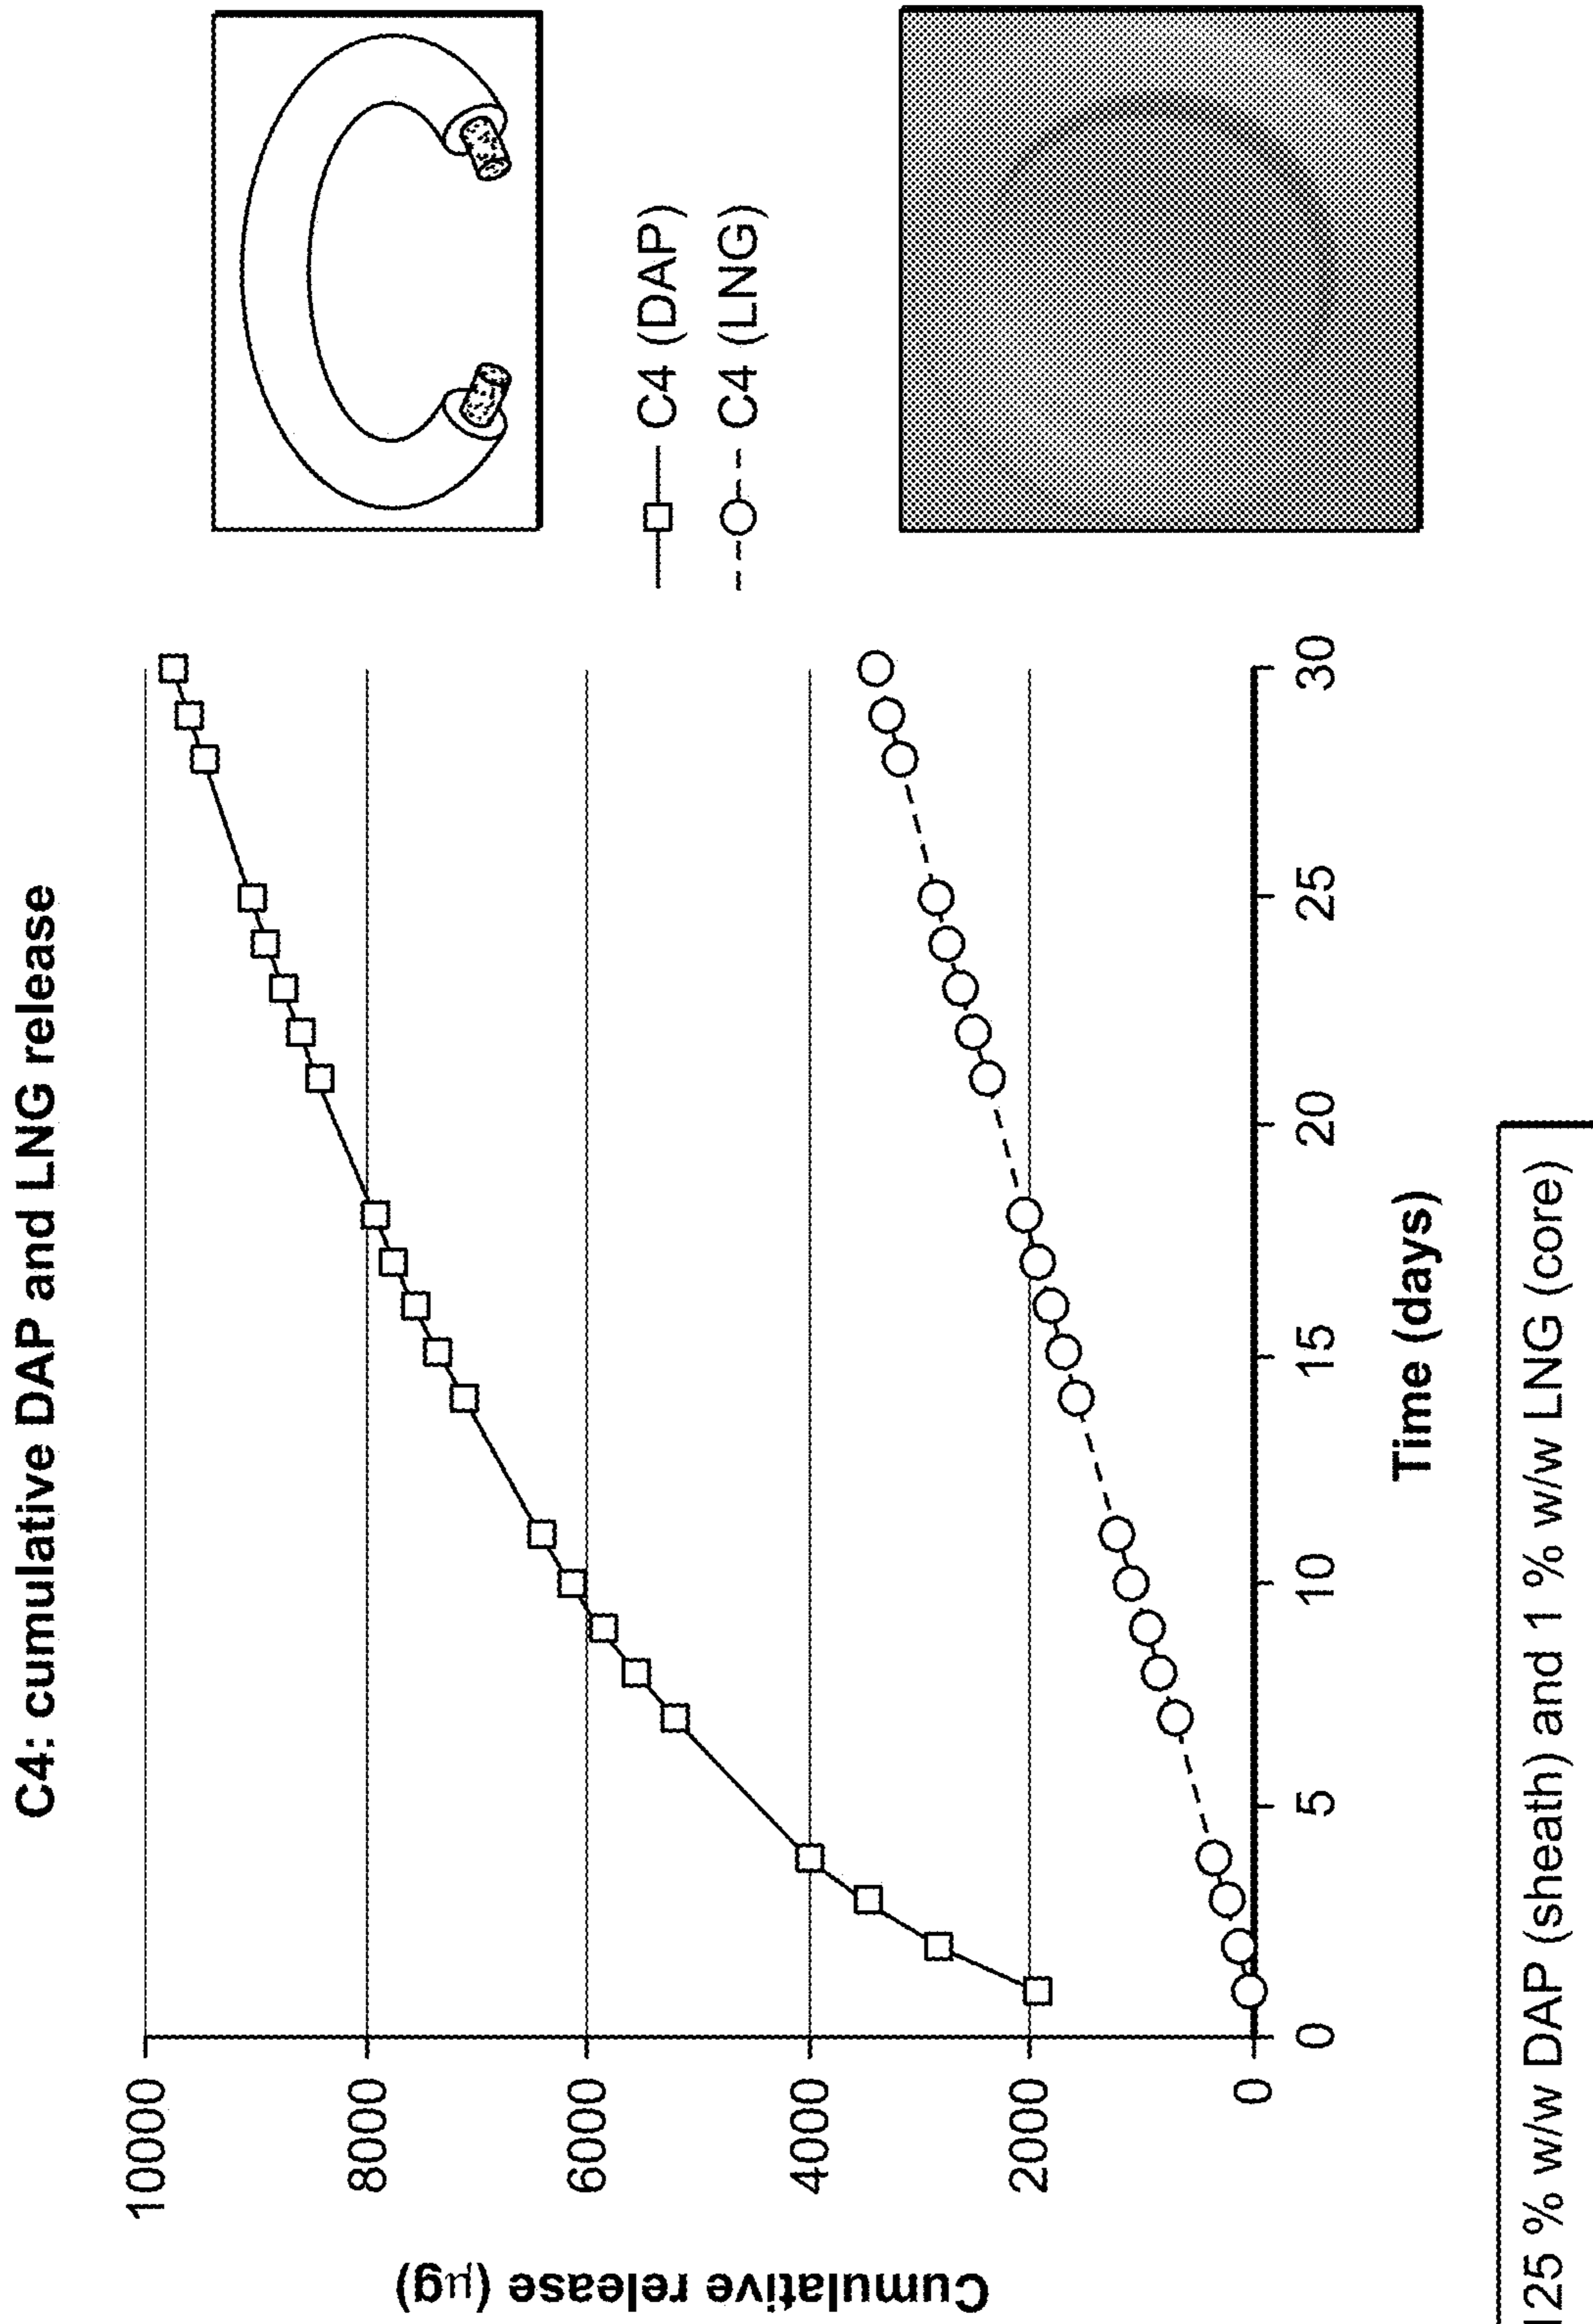 C4: cumulative DAP and LNG release
Cumulative release (µg)
10000
8000
6000
4000
2000
0
0 5 10 15 20 25 30
Time (days)
C4 (DAP)
C4 (LNG)
125 % w/w DAP (sheath) and 1 % w/w LNG (core)